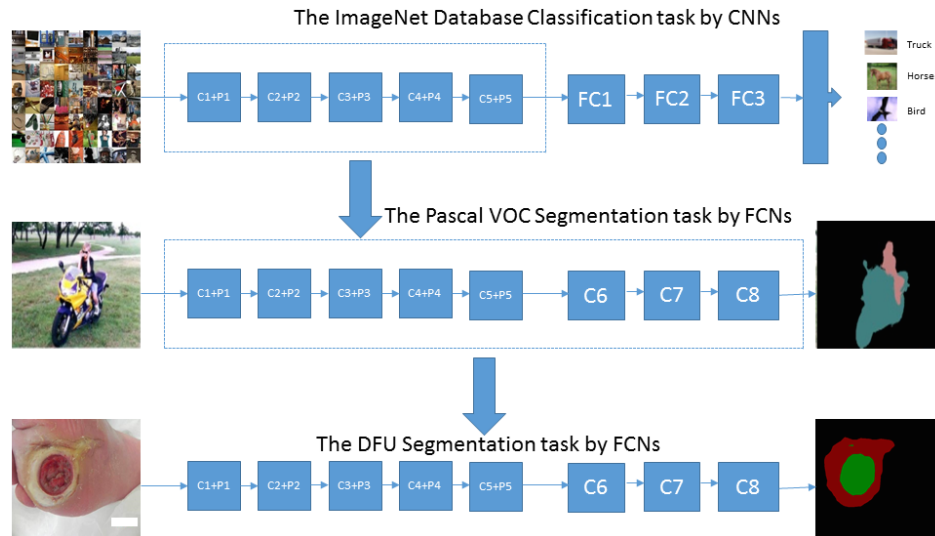 The ImageNet Database Classification task by CNNs
C1+P1 C2+P2 C3+P3 C4+P4 C5+P5 FC1 FC2 FC3
Truck
Horse
Bird
The Pascal VOC Segmentation task by FCNs
C1+P1 C2+P2 C3+P3 C4+P4 C5+P5 C6 C7 C8
The DFU Segmentation task by FCNs
C1+P1 C2+P2 C3+P3 C4+P4 C5+P5 C6 C7 C8